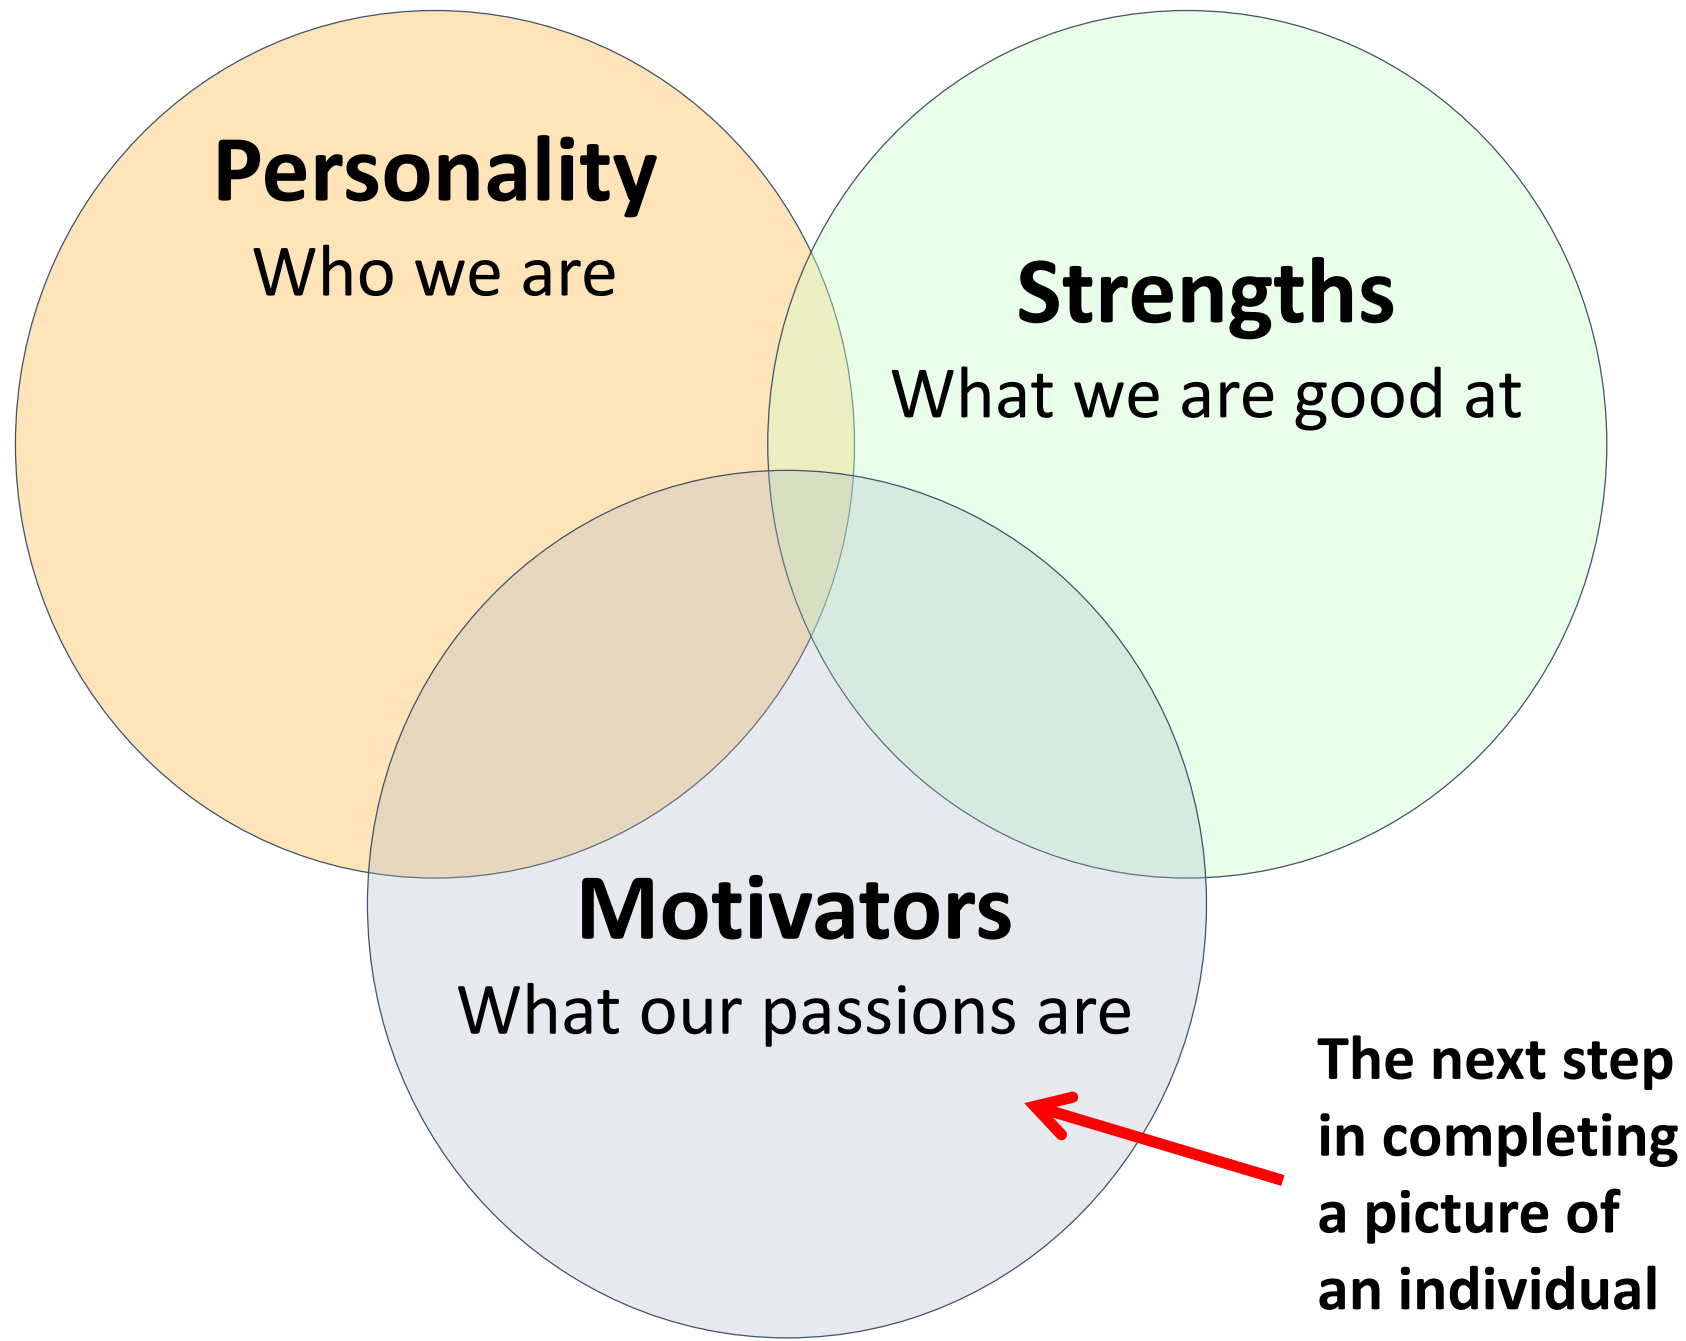 Personality
Who we are
Strengths
What we are good at
Motivators
What our passions are
The next step
in completing
a picture of
an individual